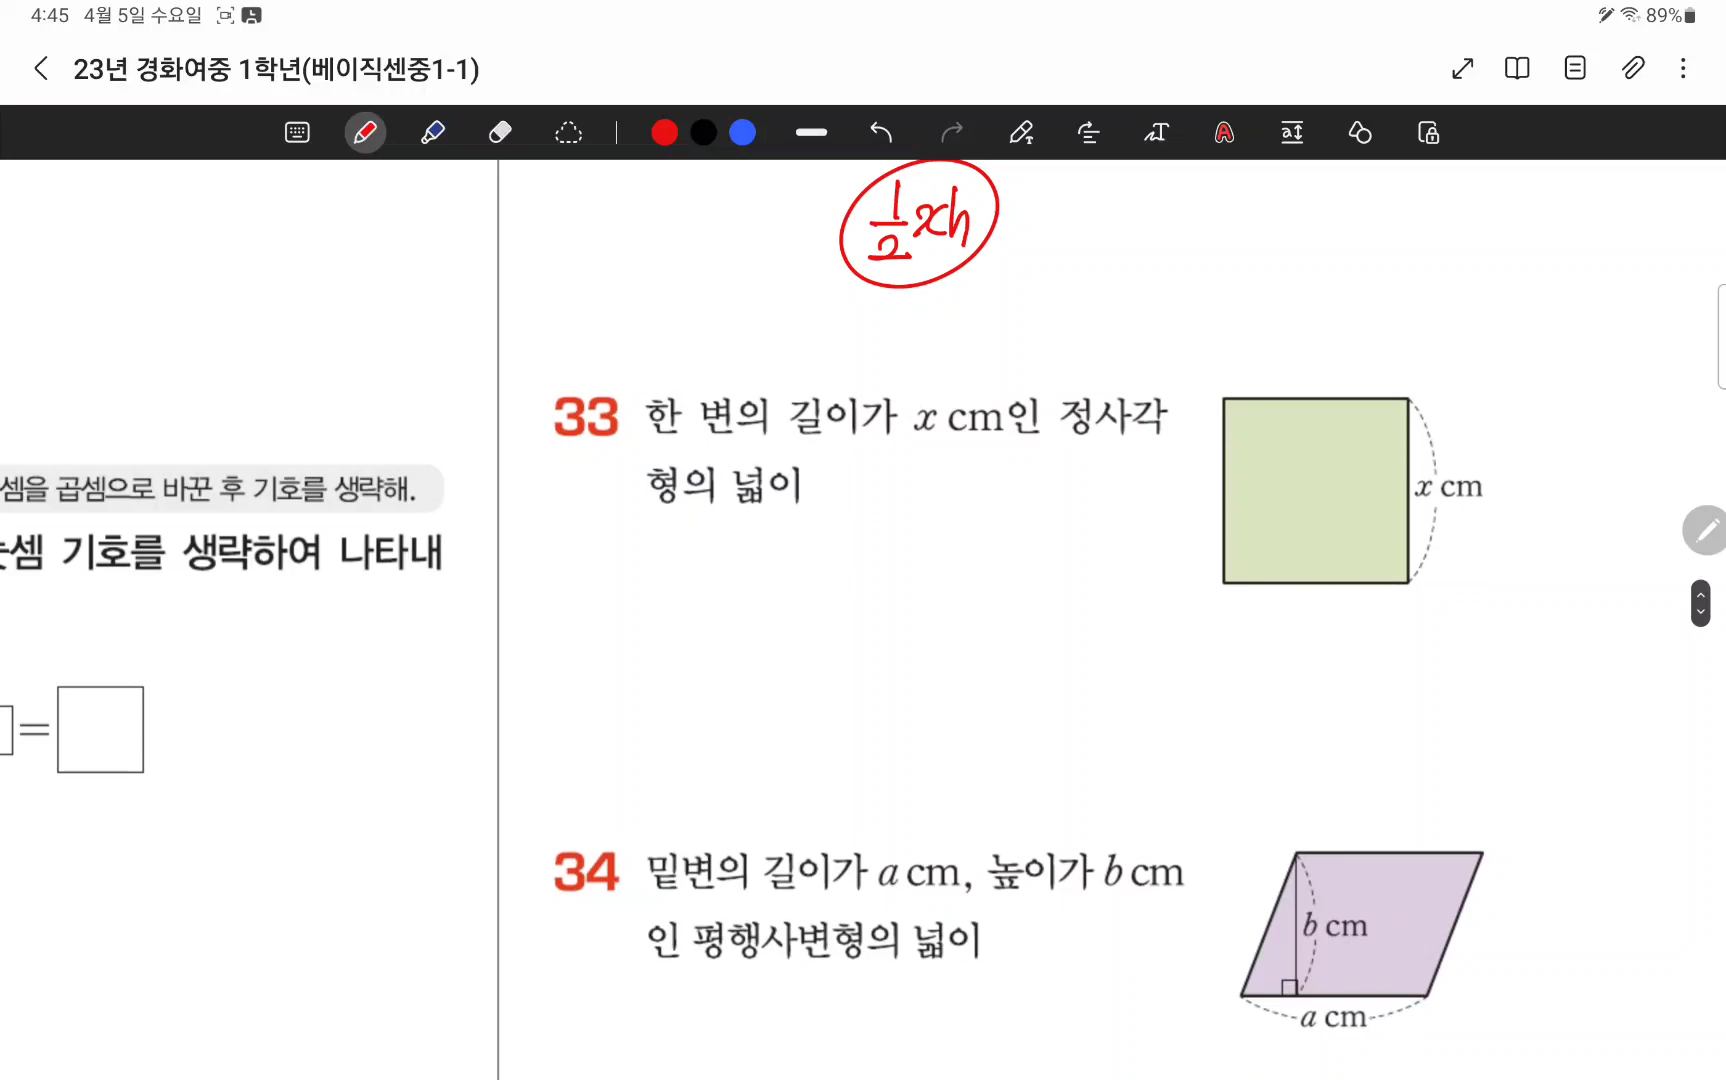 4:45 4월 5일 수요일
89%
23년 경화여중 1학년(베이직센중1-1)
½xh
33 한 변의 길이가 x cm인 정사각
형의 넓이
x cm
셈을 곱셈으로 바꾼 후 기호를 생략해.
눗셈 기호를 생략하여 나타내
=
34 밑변의 길이가 a cm, 높이가 b cm
인 평행사변형의 넓이
b cm
a cm